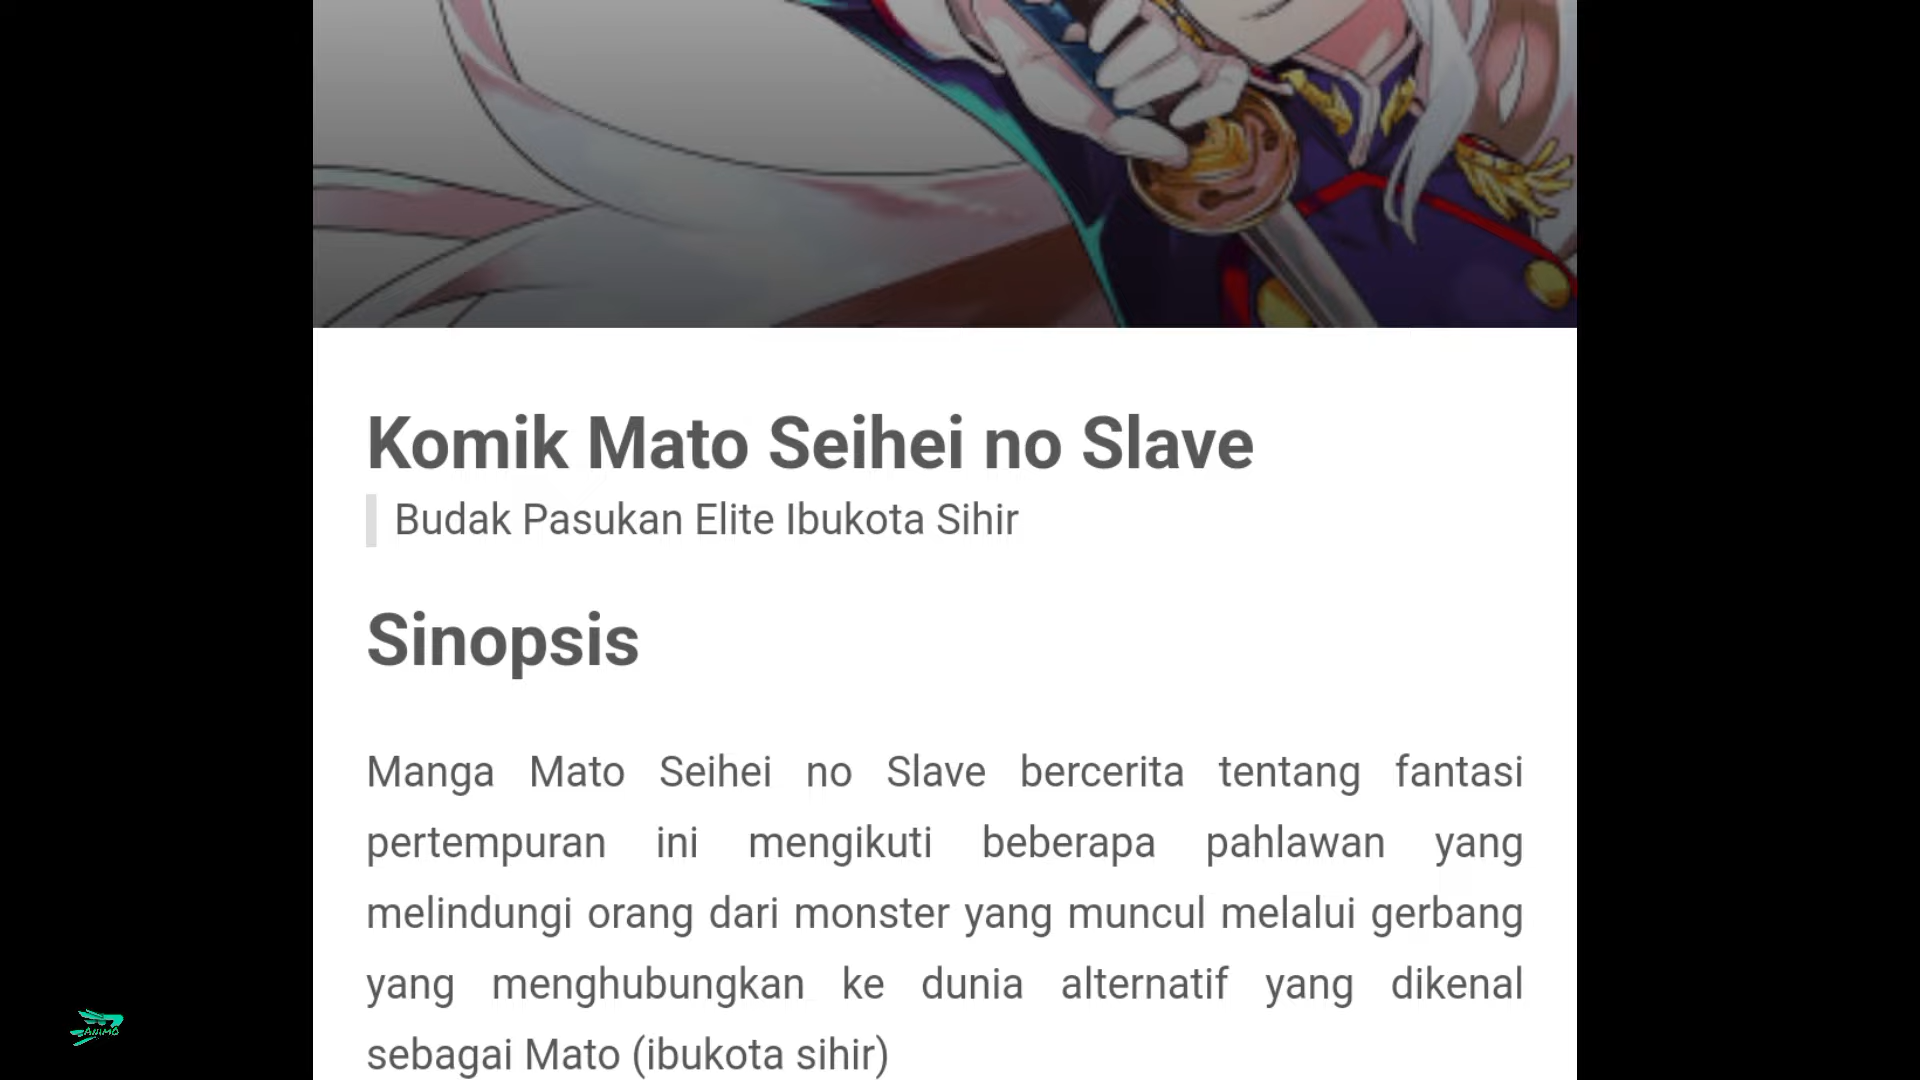 Komik Mato Seihei no Slave
Budak Pasukan Elite Ibukota Sihir
Sinopsis
Manga Mato Seihei no Slave bercerita tentang fantasi
pertempuran ini mengikuti beberapa pahlawan yang
melindungi orang dari monster yang muncul melalui gerbang
yang menghubungkan ke dunia alternatif yang dikenal
sebagai Mato (ibukota sihir)
ANIMO